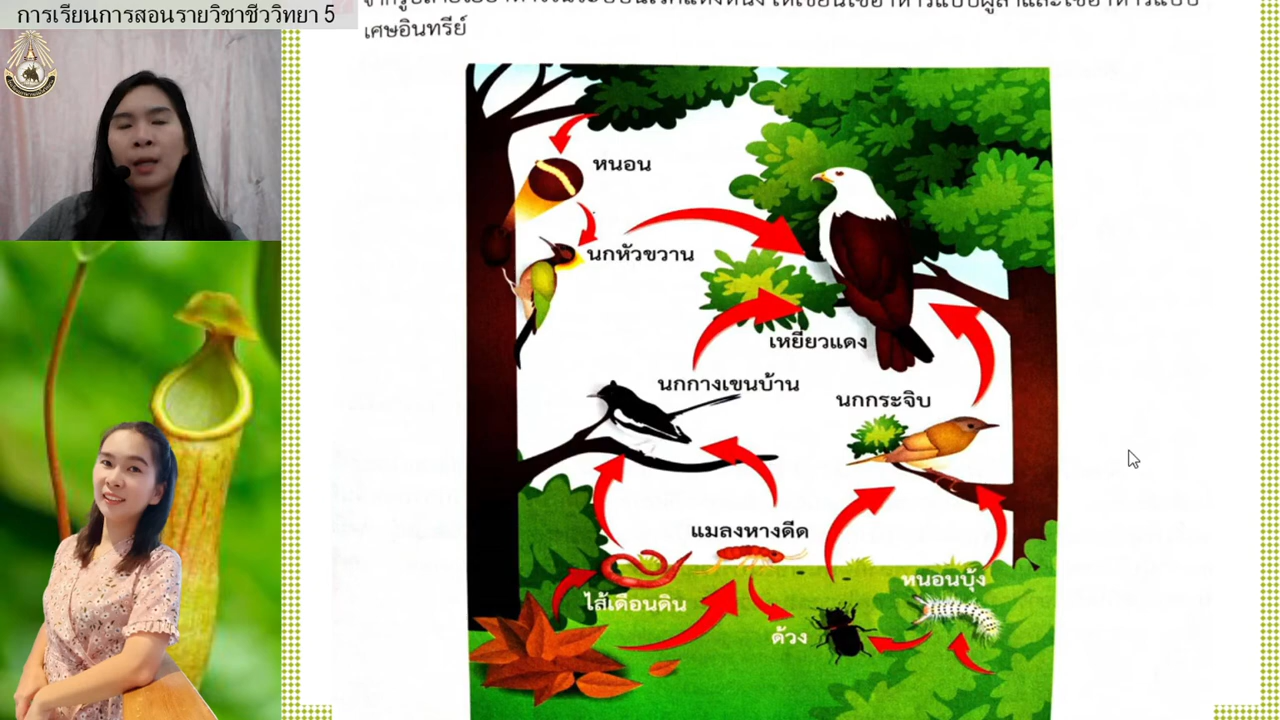 การเรียนการสอนรายวิชาชีววิทยา 5
เศษอินทรีย์
หนอน
นกหัวขวาน
เหยี่ยวแดง
นกกางเขนบ้าน
นกกระจิบ
แมลงหางดีด
หนอนบุ้ง
ไส้เดือนดิน
ด้วง